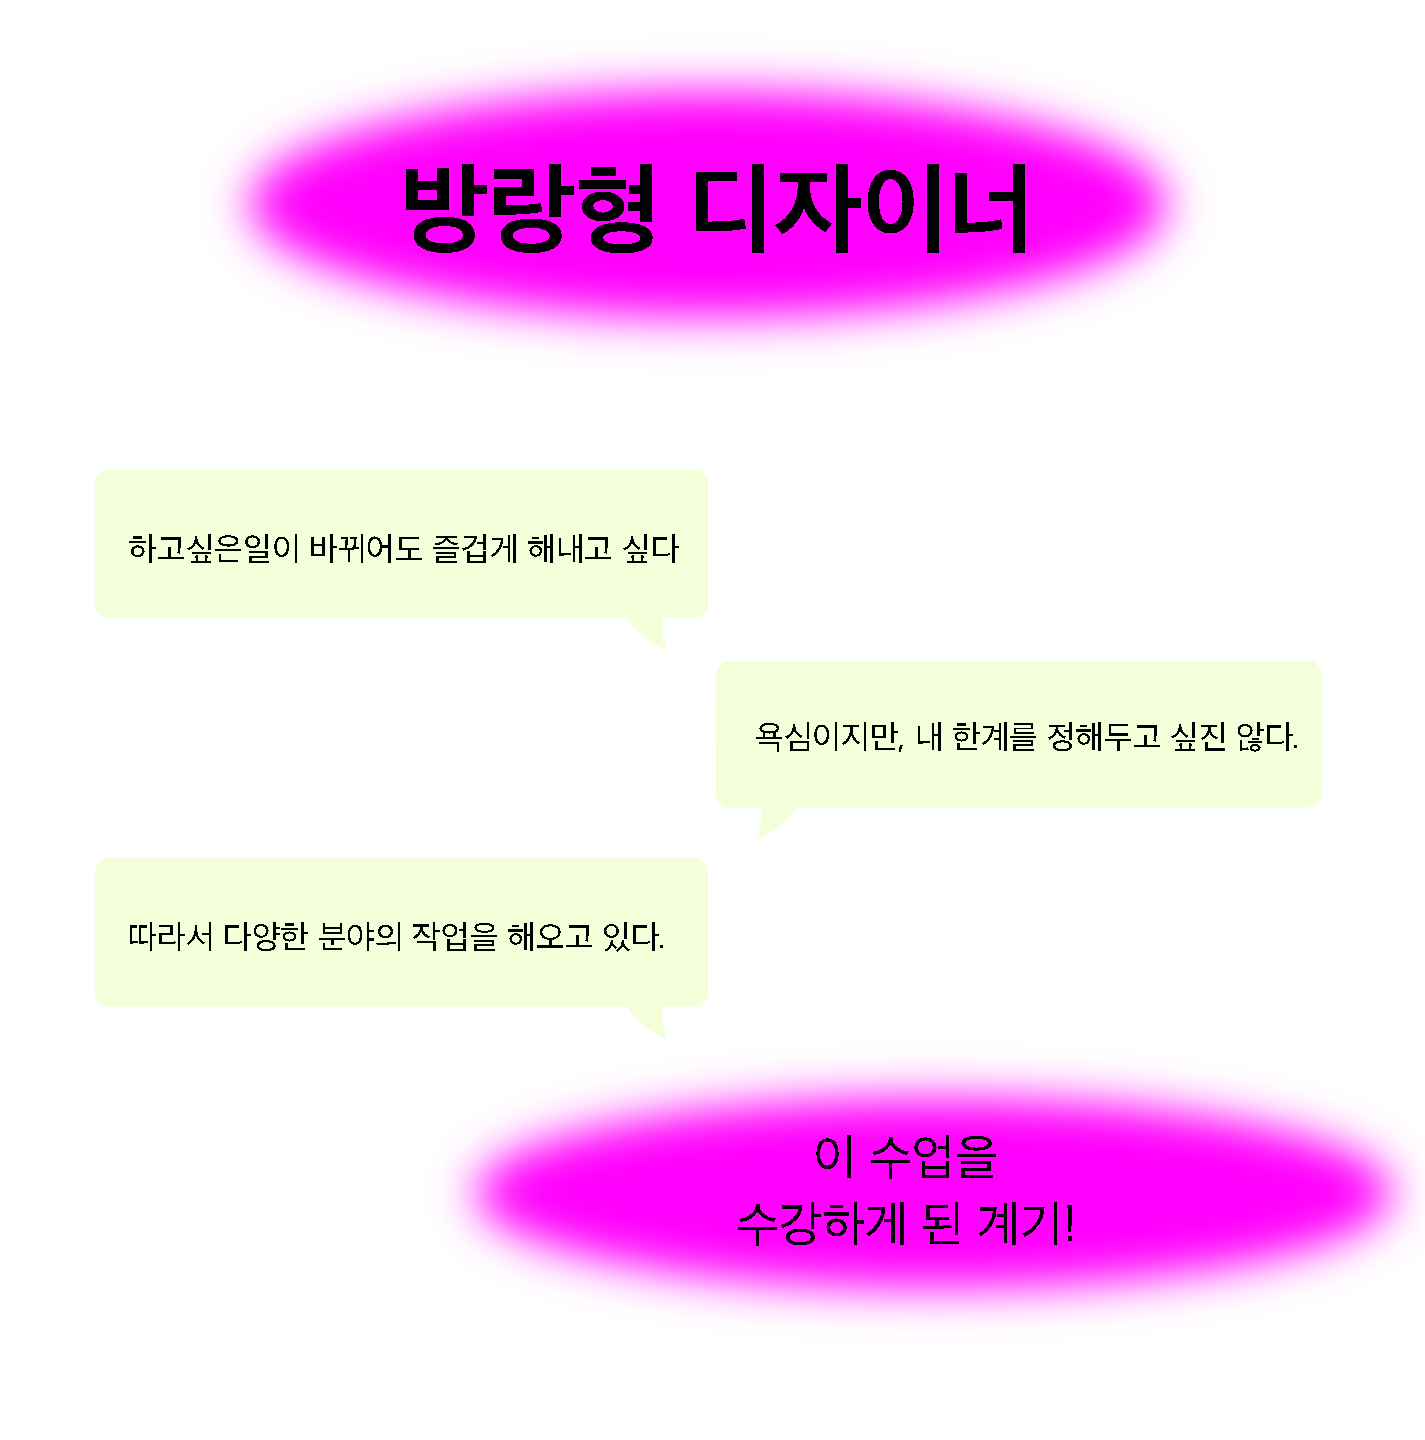 방랑형 디자이너
하고싶은일이 바뀌어도 즐겁게 해내고 싶다
욕심이지만, 내 한계를 정해두고 싶진 않다.
따라서 다양한 분야의 작업을 해오고 있다.
이 수업을
수강하게 된 계기!